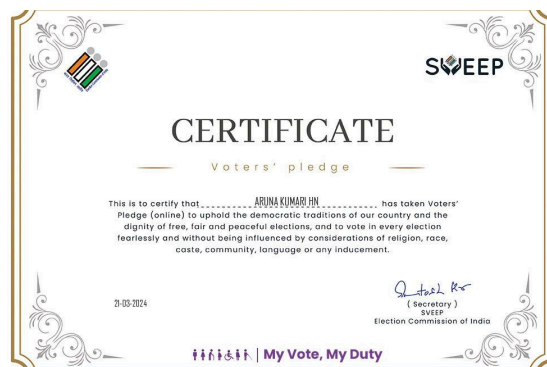 SWEEP
CERTIFICATE
Voters' pledge
This is to certify that ARUNA KUMARI HN has taken Voters'
Pledge (online) to uphold the democratic traditions of our country and the
dignity of free, fair and peaceful elections, and to vote in every election
fearlessly and without being influenced by considerations of religion, race,
caste, community, language or any inducement.
21-03-2024
( Secretary )
SVEEP
Election Commission of India
My Vote, My Duty